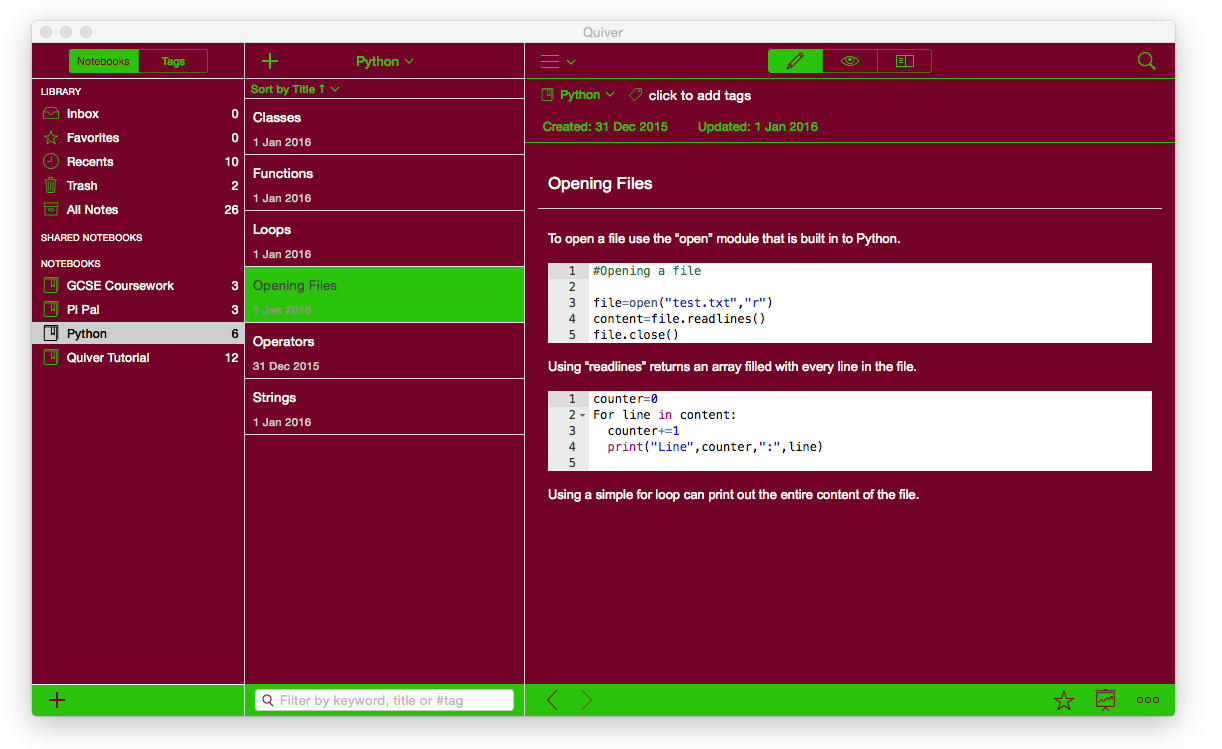 Quiver
Notebooks Tags
LIBRARY
Inbox 0
Favorites 0
Recents 10
Trash 2
All Notes 26
SHARED NOTEBOOKS
NOTEBOOKS
GCSE Coursework 3
Pi Pal 3
Python 6
Quiver Tutorial 12
Python
Sort by Title ↑
Classes
1 Jan 2016
Functions
1 Jan 2016
Loops
1 Jan 2016
Opening Files
1 Jan 2016
Operators
31 Dec 2015
Strings
1 Jan 2016
Filter by keyword, title or #tag
Python click to add tags
Created: 31 Dec 2015 Updated: 1 Jan 2016
Opening Files
To open a file use the “open” module that is built in to Python.
1 #Opening a file
2
3 file=open("test.txt","r")
4 content=file.readlines()
5 file.close()
Using “readlines” returns an array filled with every line in the file.
1 counter=0
2 For line in content:
3   counter+=1
4   print("Line",counter,":",line)
5
Using a simple for loop can print out the entire content of the file.